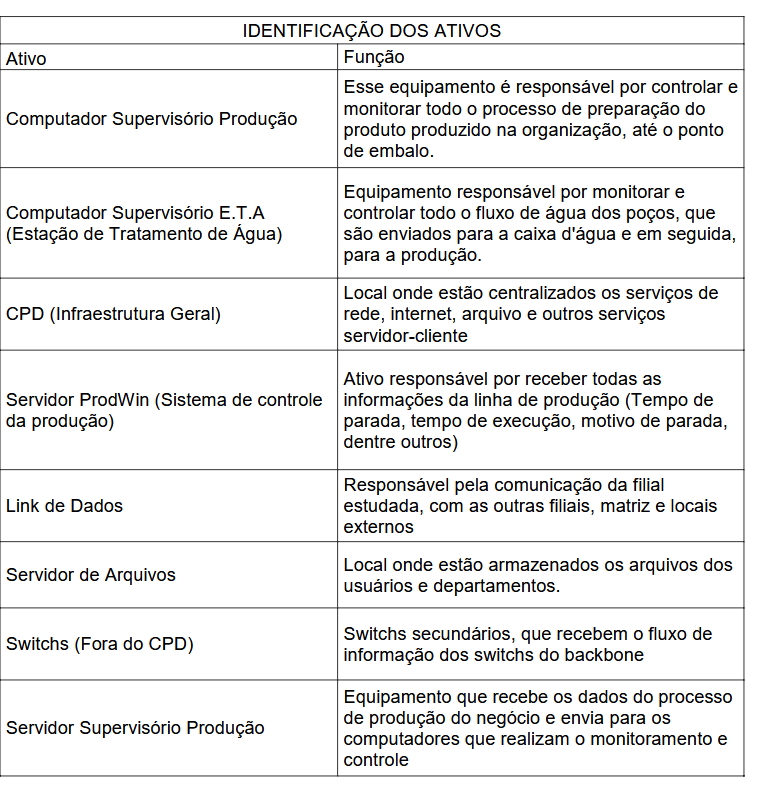 IDENTIFICAÇÃO DOS ATIVOS
Ativo
Função
Computador Supervisório Produção
Esse equipamento é responsável por controlar e
monitorar todo o processo de preparação do
produto produzido na organização, até o ponto
de embalo.
Computador Supervisório E.T.A
(Estação de Tratamento de Água)
Equipamento responsável por monitorar e
controlar todo o fluxo de água dos poços, que
são enviados para a caixa d'água e em seguida,
para a produção.
CPD (Infraestrutura Geral)
Local onde estão centralizados os serviços de
rede, internet, arquivo e outros serviços
servidor-cliente
Servidor ProdWin (Sistema de controle
da produção)
Ativo responsável por receber todas as
informações da linha de produção (Tempo de
parada, tempo de execução, motivo de parada,
dentre outros)
Link de Dados
Responsável pela comunicação da filial
estudada, com as outras filiais, matriz e locais
externos
Servidor de Arquivos
Local onde estão armazenados os arquivos dos
usuários e departamentos.
Switchs (Fora do CPD)
Switchs secundários, que recebem o fluxo de
informação dos switchs do backbone
Servidor Supervisório Produção
Equipamento que recebe os dados do processo
de produção do negócio e envia para os
computadores que realizam o monitoramento e
controle